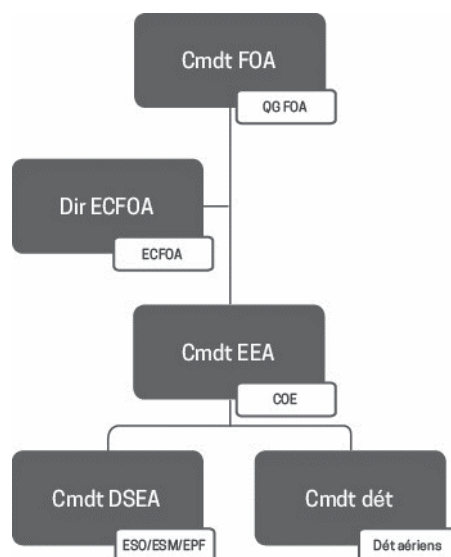 Cmdt FOA
QG FOA
Dir ECFOA
ECFOA
Cmdt EEA
COE
Cmdt DSEA
ESO/ESM/EPF
Cmdt dét
Dét aériens